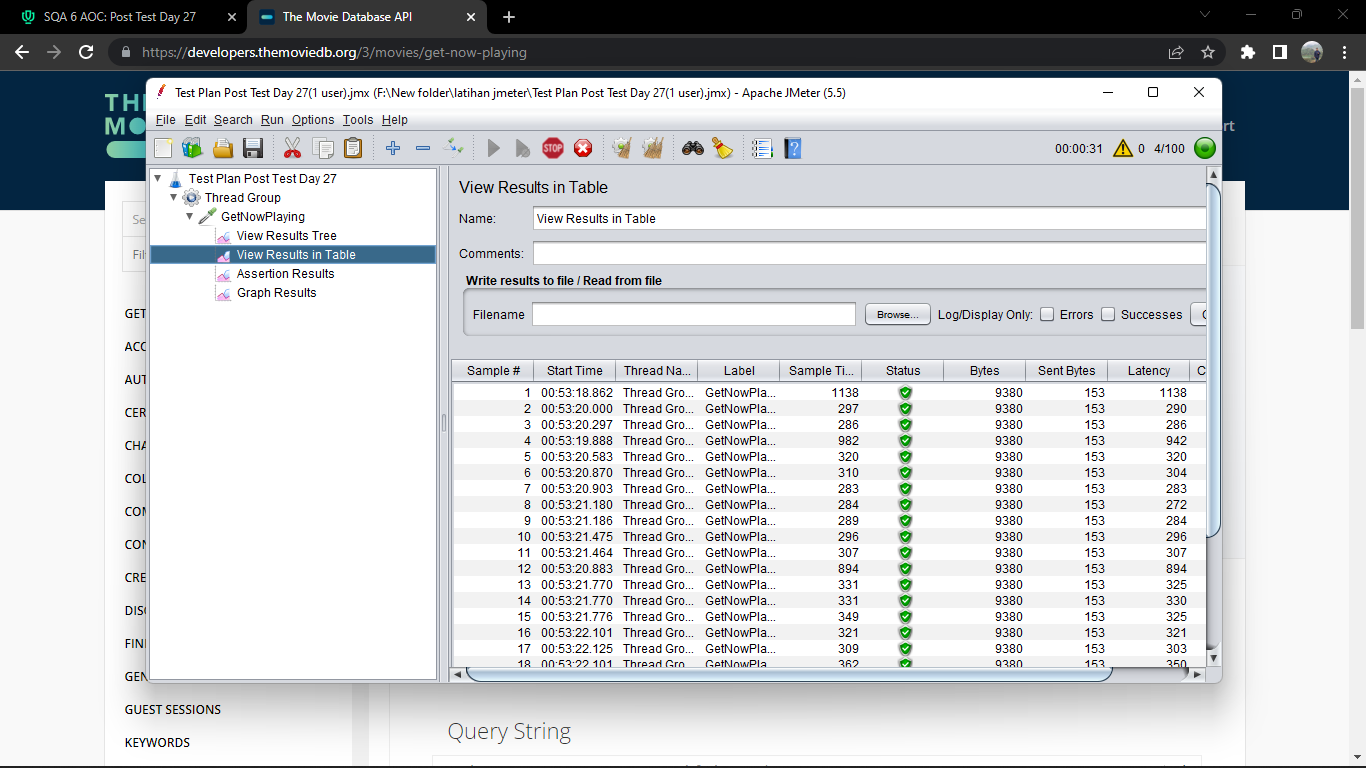 SQA 6 AOC: Post Test Day 27
The Movie Database API
https://developers.themoviedb.org/3/movies/get-now-playing
Test Plan Post Test Day 27(1 user).jmx (F:\New folder\latihan jmeter\Test Plan Post Test Day 27(1 user).jmx) - Apache JMeter (5.5)
File Edit Search Run Options Tools Help
STOP 00:00:31 0 4/100
Test Plan Post Test Day 27
Thread Group
GetNowPlaying
View Results Tree
View Results in Table
Assertion Results
Graph Results
View Results in Table
Name: View Results in Table
Comments:
Write results to file / Read from file
Filename Browse... Log/Display Only: Errors Successes
Sample # Start Time Thread Na... Label Sample Ti... Status Bytes Sent Bytes Latency C
1 00:53:18.862 Thread Gro... GetNowPla... 1138 9380 153 1138
2 00:53:20.000 Thread Gro... GetNowPla... 297 9380 153 290
3 00:53:20.297 Thread Gro... GetNowPla... 286 9380 153 286
4 00:53:19.888 Thread Gro... GetNowPla... 982 9380 153 942
5 00:53:20.583 Thread Gro... GetNowPla... 320 9380 153 320
6 00:53:20.870 Thread Gro... GetNowPla... 310 9380 153 304
7 00:53:20.903 Thread Gro... GetNowPla... 283 9380 153 283
8 00:53:21.180 Thread Gro... GetNowPla... 284 9380 153 272
9 00:53:21.186 Thread Gro... GetNowPla... 289 9380 153 284
10 00:53:21.475 Thread Gro... GetNowPla... 296 9380 153 296
11 00:53:21.464 Thread Gro... GetNowPla... 307 9380 153 307
12 00:53:20.883 Thread Gro... GetNowPla... 894 9380 153 894
13 00:53:21.770 Thread Gro... GetNowPla... 331 9380 153 325
14 00:53:21.770 Thread Gro... GetNowPla... 331 9380 153 330
15 00:53:21.776 Thread Gro... GetNowPla... 349 9380 153 325
16 00:53:22.101 Thread Gro... GetNowPla... 321 9380 153 321
17 00:53:22.125 Thread Gro... GetNowPla... 309 9380 153 303
18 00:53:22.101 Thread Gro... GetNowPla... 362 9380 153 350
TH
MO
rt
Se
Fil
GET
ACC
AUT
CER
CHA
COL
COM
CON
CRE
DIS
FIN
GEN
GUEST SESSIONS
KEYWORDS
Query String